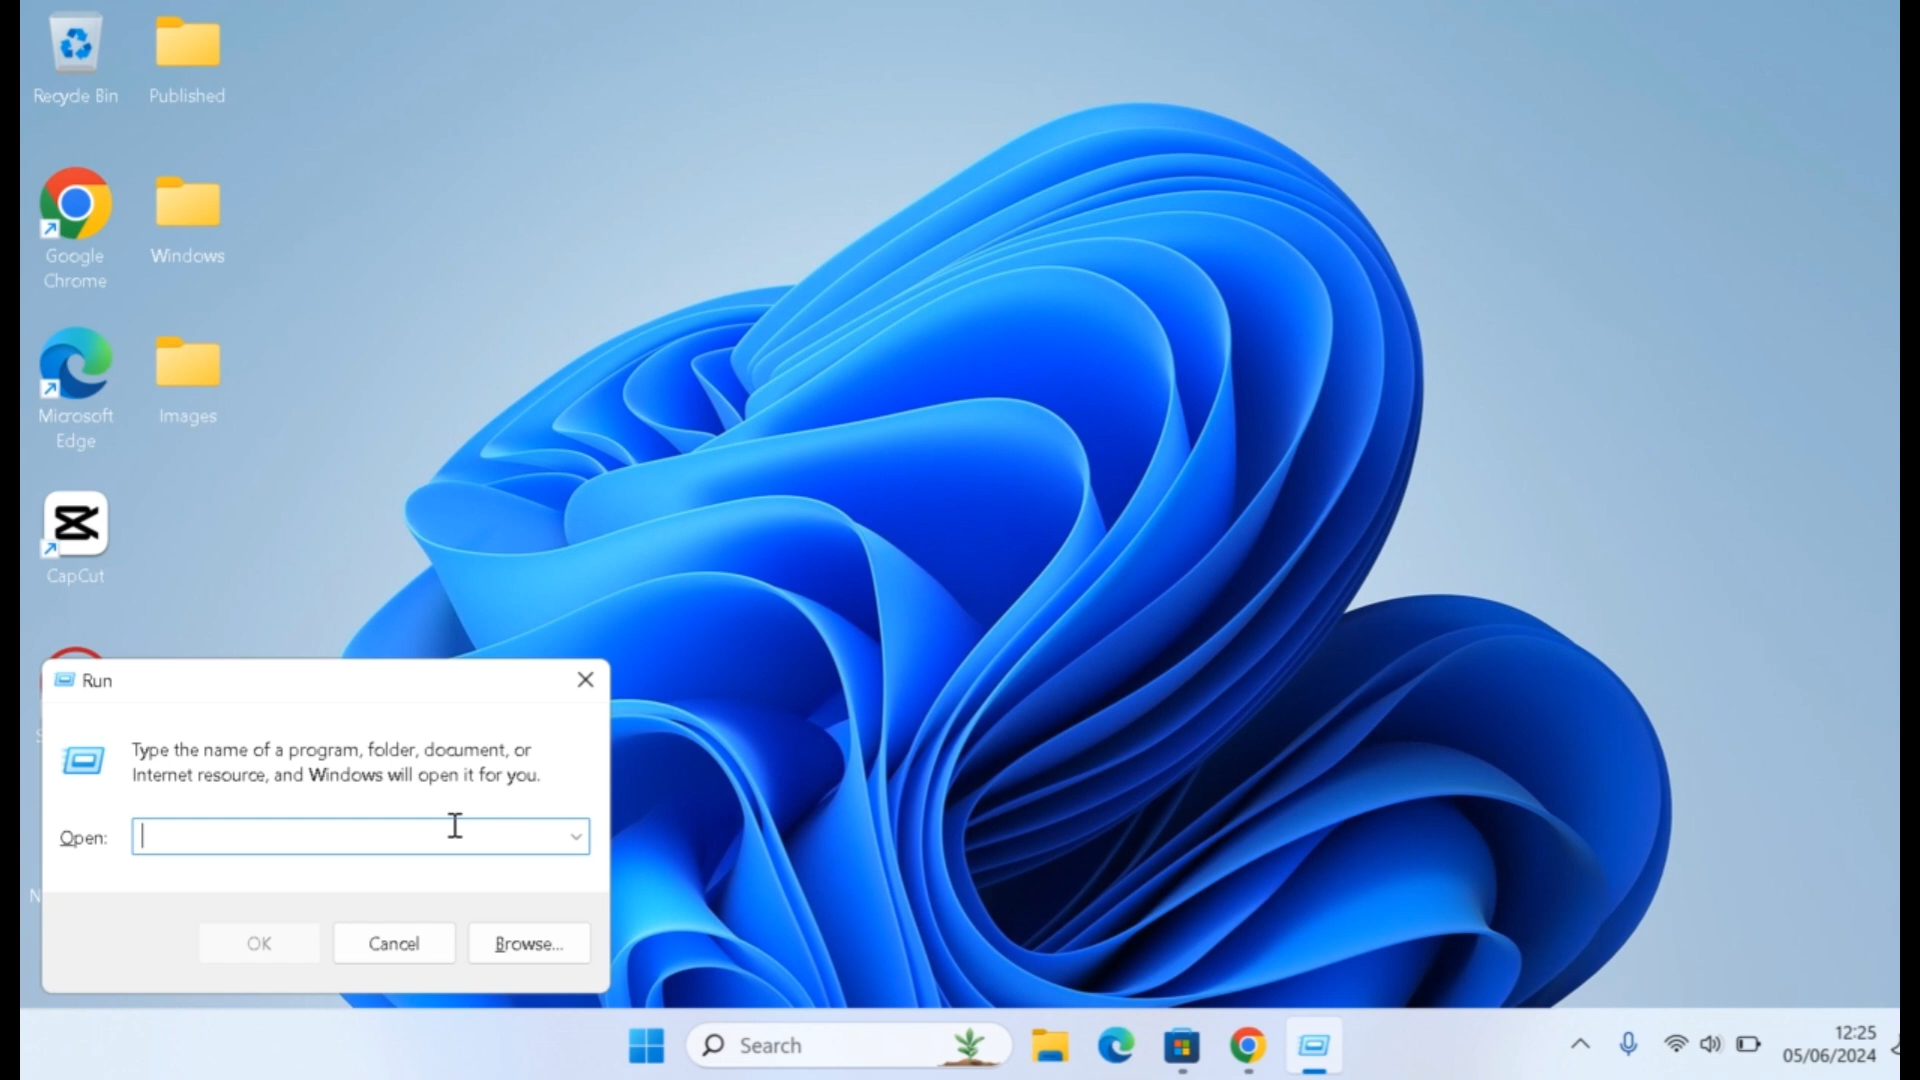 Recycle Bin
Published
Google
Chrome
Windows
Microsoft
Edge
Images
CapCut
Run
Type the name of a program, folder, document, or
Internet resource, and Windows will open it for you.
Open:
OK
Cancel
Browse...
N
Search
12:25
05/06/2024